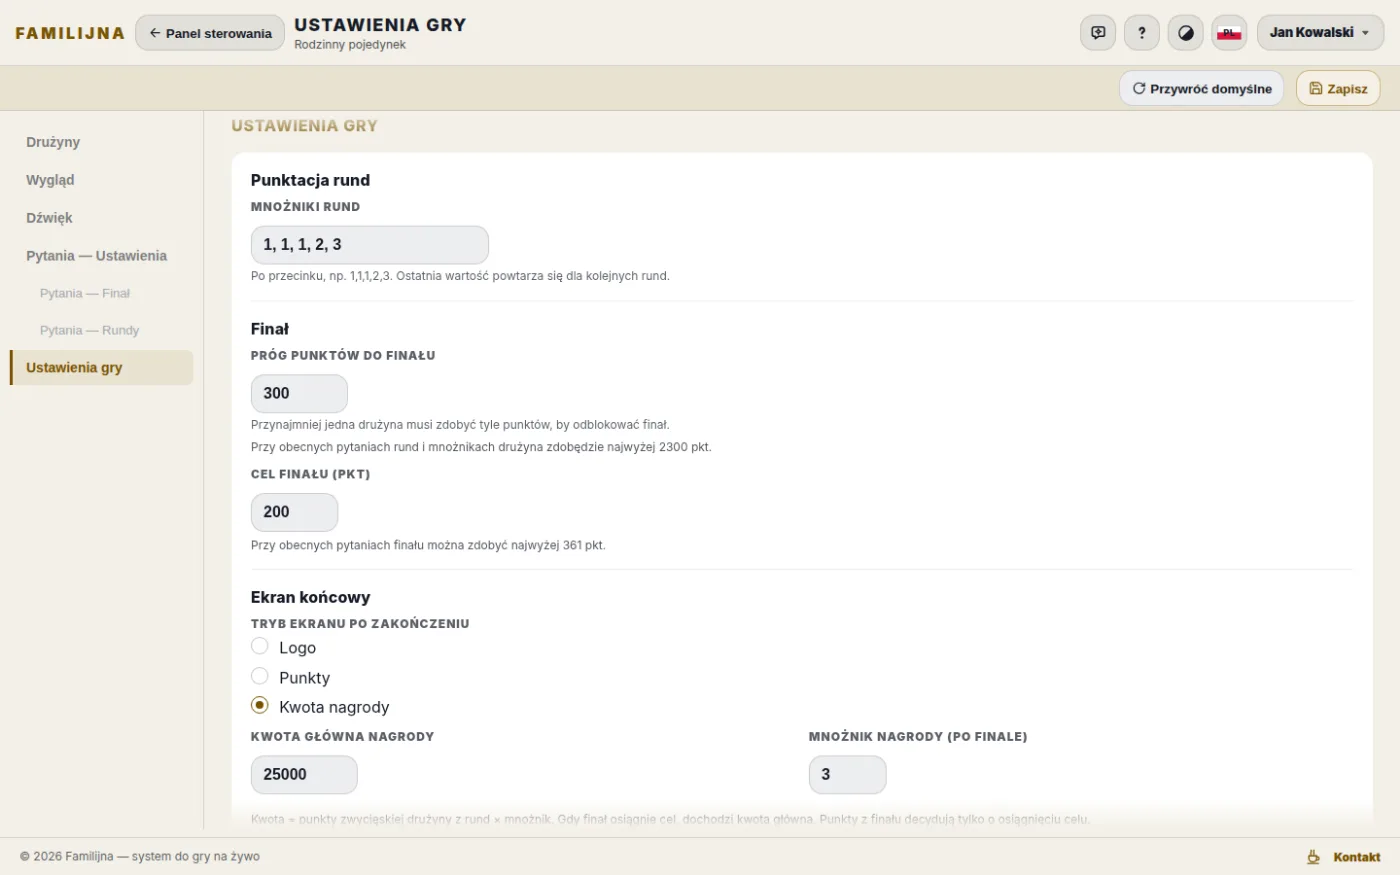 FAMILIJNA
← Panel sterowania
USTAWIENIA GRY
Rodzinny pojedynek
?
PL
Jan Kowalski
Przywróć domyślne
Zapisz
Drużyny
Wygląd
Dźwięk
Pytania — Ustawienia
Pytania — Finał
Pytania — Rundy
Ustawienia gry
USTAWIENIA GRY
Punktacja rund
MNOŻNIKI RUND
1, 1, 1, 2, 3
Po przecinku, np. 1,1,1,2,3. Ostatnia wartość powtarza się dla kolejnych rund.
Finał
PRÓG PUNKTÓW DO FINAŁU
300
Przynajmniej jedna drużyna musi zdobyć tyle punktów, by odblokować finał.
Przy obecnych pytaniach rund i mnożnikach drużyna zdobędzie najwyżej 2300 pkt.
CEL FINAŁU (PKT)
200
Przy obecnych pytaniach finału można zdobyć najwyżej 361 pkt.
Ekran końcowy
TRYB EKRANU PO ZAKOŃCZENIU
Logo
Punkty
Kwota nagrody
KWOTA GŁÓWNA NAGRODY
25000
MNOŻNIK NAGRODY (PO FINALE)
3
Kwota = punkty zwycięskiej drużyny z rund × mnożnik. Gdy finał osiągnie cel, dochodzi kwota główna. Punkty z finału decydują tylko o osiągnięciu celu.
© 2026 Familijna — system do gry na żywo
Kontakt